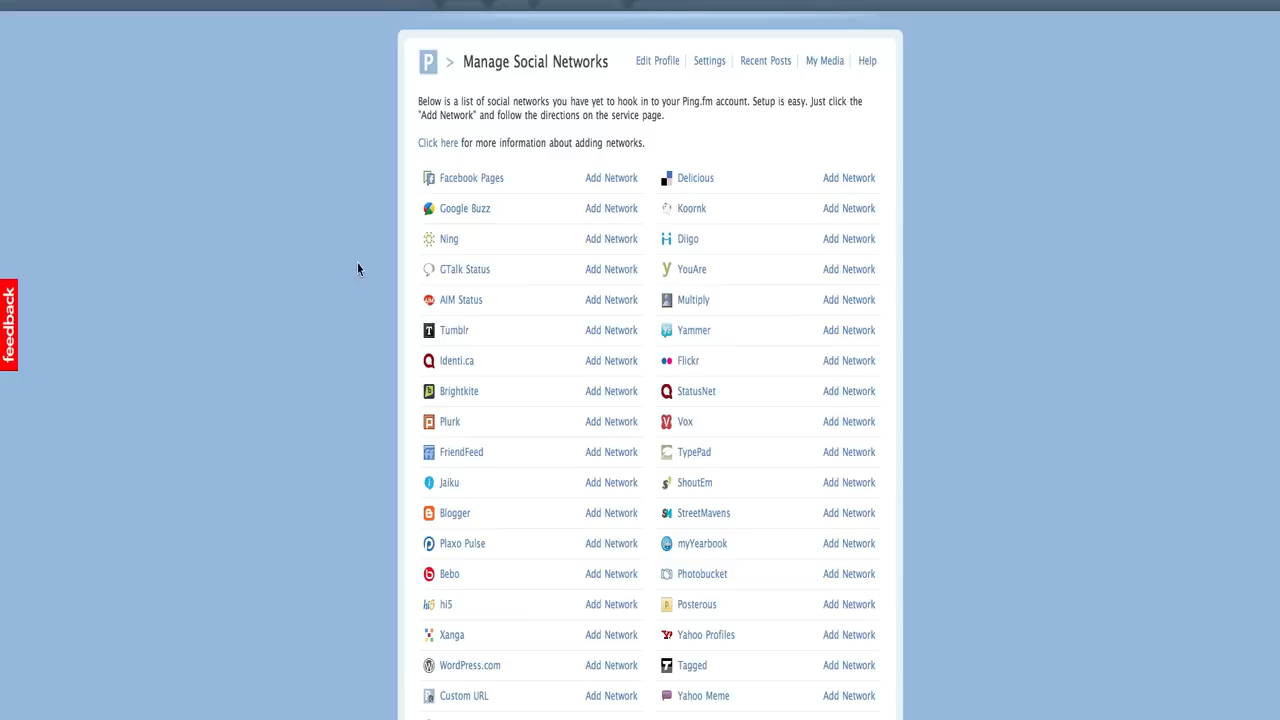 P > Manage Social Networks Edit Profile Settings Recent Posts My Media Help
Below is a list of social networks you have yet to hook in to your Ping.fm account. Setup is easy. Just click the
"Add Network" and follow the directions on the service page.
Click here for more information about adding networks.
Facebook Pages Add Network Delicious Add Network
Google Buzz Add Network Koornk Add Network
Ning Add Network Diigo Add Network
GTalk Status Add Network YouAre Add Network
AIM Status Add Network Multiply Add Network
Tumblr Add Network Yammer Add Network
Identi.ca Add Network Flickr Add Network
Brightkite Add Network StatusNet Add Network
Plurk Add Network Vox Add Network
FriendFeed Add Network TypePad Add Network
Jaiku Add Network ShoutEm Add Network
Blogger Add Network StreetMavens Add Network
Plaxo Pulse Add Network myYearbook Add Network
Bebo Add Network Photobucket Add Network
hi5 Add Network Posterous Add Network
Xanga Add Network Yahoo Profiles Add Network
WordPress.com Add Network Tagged Add Network
Custom URL Add Network Yahoo Meme Add Network
feedback